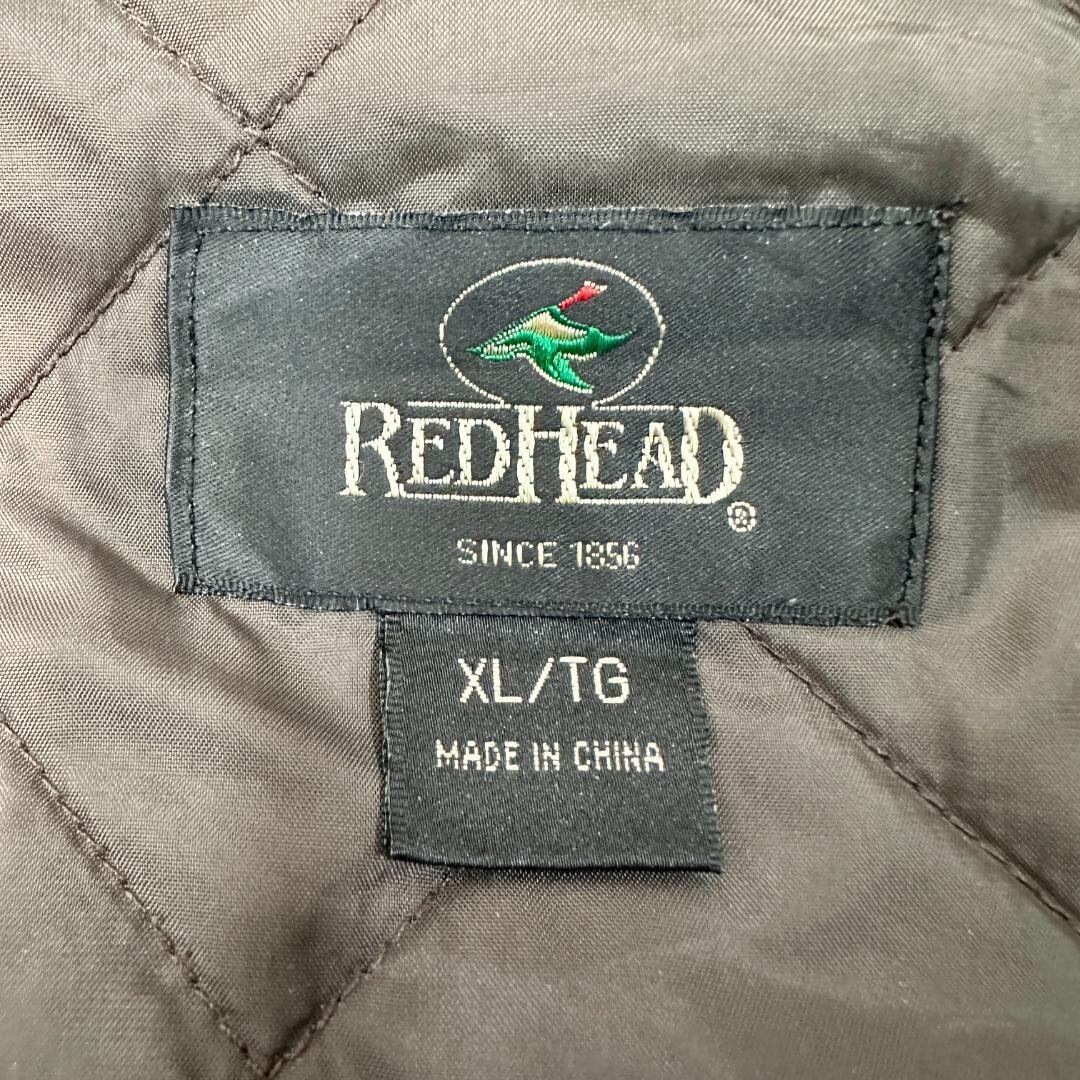 REDHEAD®
SINCE 1856
XL/TG
MADE IN CHINA